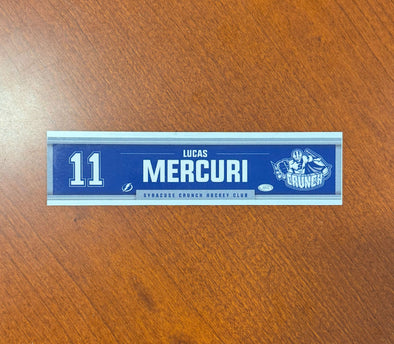 11
LUCAS
MERCURI
CRUNCH
SYRACUSE CRUNCH HOCKEY CLUB